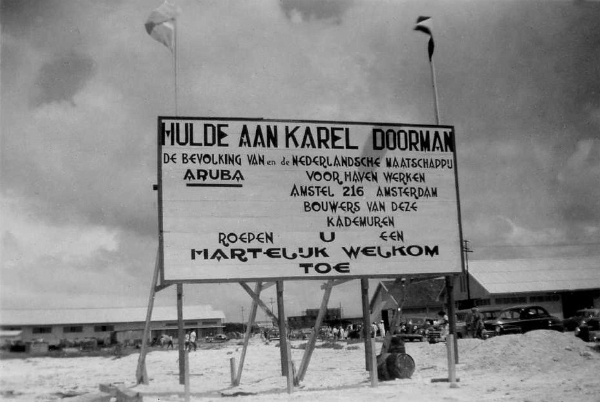 HULDE AAN KAREL DOORMAN
DE BEVOLKING VAN en de NEDERLANDSCHE MAATSCHAPPIJ
ARUBA VOOR HAVEN WERKEN
AMSTEL 216 AMSTERDAM
BOUWERS VAN DEZE
KADEMUREN
ROEPEN U EEN
HARTELIJK WELKOM
TOE